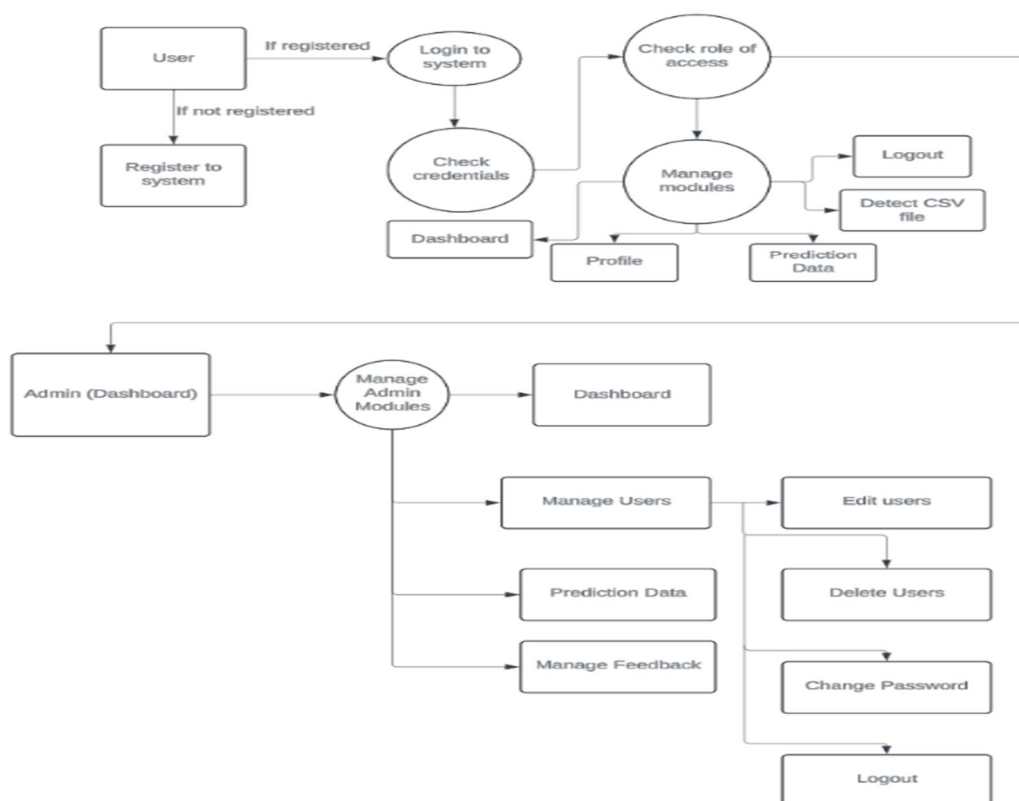 User
If registered
Login to
system
Check role of
access
If not registered
Register to
system
Check
credentials
Manage
modules
Logout
Detect CSV
file
Dashboard
Profile
Prediction
Data
Admin (Dashboard)
Manage
Admin
Modules
Dashboard
Manage Users
Edit users
Prediction Data
Delete Users
Manage Feedback
Change Password
Logout